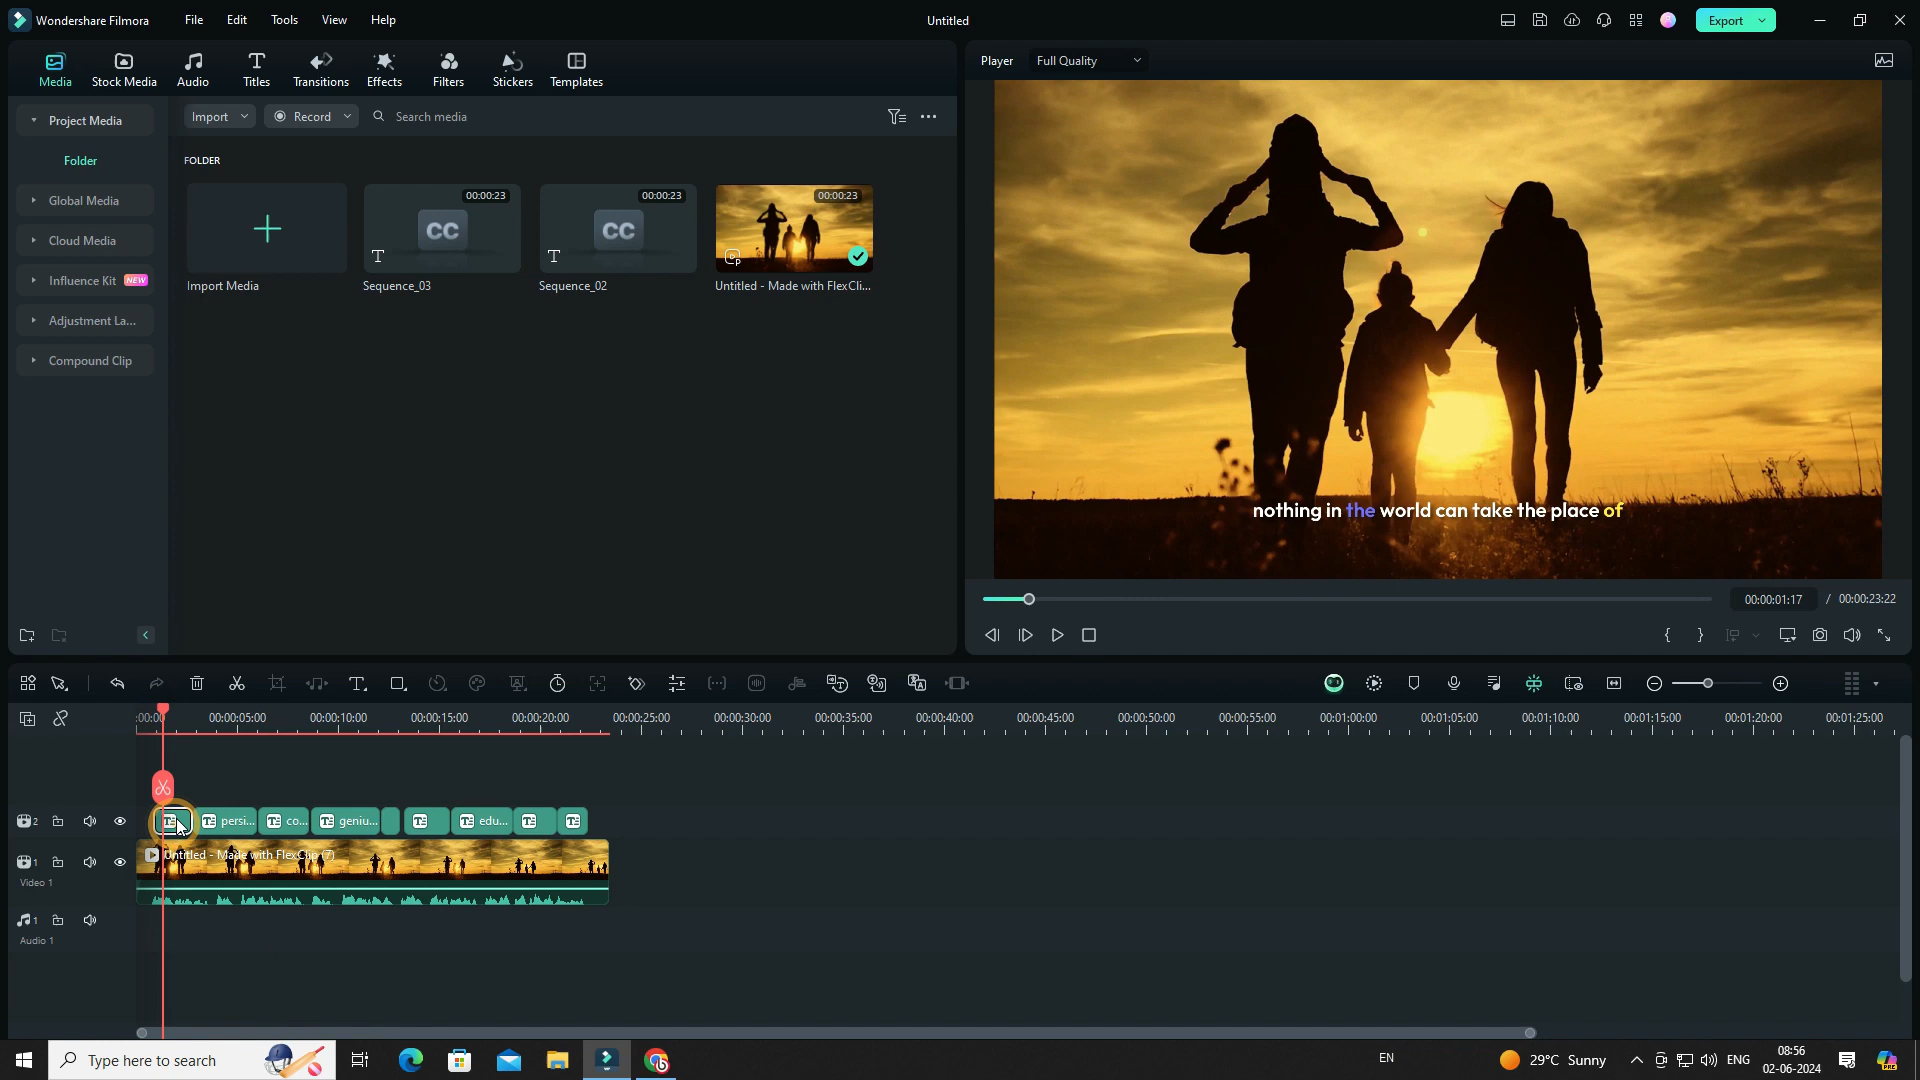 Wondershare Filmora File Edit Tools View Help Untitled Export
Media Stock Media Audio Titles Transitions Effects Filters Stickers Templates
Player Full Quality
Project Media
Import Record Search media
Folder
FOLDER
Global Media
Cloud Media
Influence Kit NEW
Adjustment La...
Compound Clip
00:00:23 00:00:23 00:00:23
CC CC
Import Media Sequence_03 Sequence_02 Untitled - Made with FlexCli...
nothing in the world can take the place of
00:00:01:17 / 00:00:23:22
:00:00 00:00:05:00 00:00:10:00 00:00:15:00 00:00:20:00 00:00:25:00 00:00:30:00 00:00:35:00 00:00:40:00 00:00:45:00 00:00:50:00 00:00:55:00 00:01:00:00 00:01:05:00 00:01:10:00 00:01:15:00 00:01:20:00 00:01:25:00
2 persi... co... geniu... edu...
1 Untitled - Made with FlexClip (7)
Video 1
1
Audio 1
Type here to search EN 29°C Sunny ENG 08:56
02-06-2024